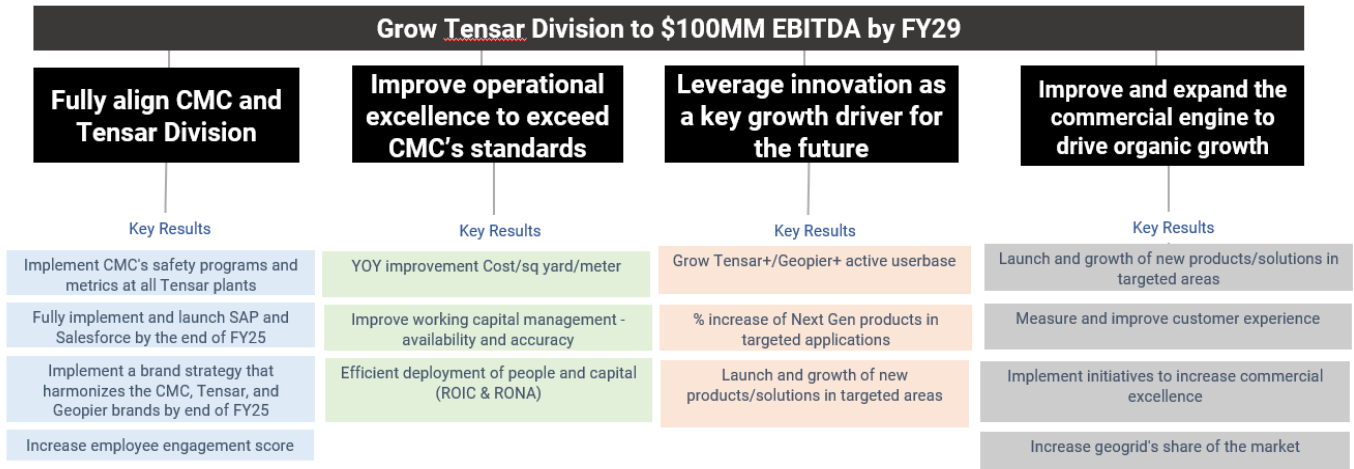 Grow Tensar Division to $100MM EBITDA by FY29
Fully align CMC and
Tensar Division
Key Results
Implement CMC's safety programs and
metrics at all Tensar plants
Fully implement and launch SAP and
Salesforce by the end of FY25
Implement a brand strategy that
harmonizes the CMC, Tensar, and
Geopier brands by end of FY25
Increase employee engagement score
Improve operational
excellence to exceed
CMC’s standards
Key Results
YOY improvement Cost/sq yard/meter
Improve working capital management -
availability and accuracy
Efficient deployment of people and capital
(ROIC & RONA)
Leverage innovation as
a key growth driver for
the future
Key Results
Grow Tensar+/Geopier+ active userbase
% increase of Next Gen products in
targeted applications
Launch and growth of new
products/solutions in targeted areas
Improve and expand the
commercial engine to
drive organic growth
Key Results
Launch and growth of new products/solutions in
targeted areas
Measure and improve customer experience
Implement initiatives to increase commercial
excellence
Increase geogrid's share of the market